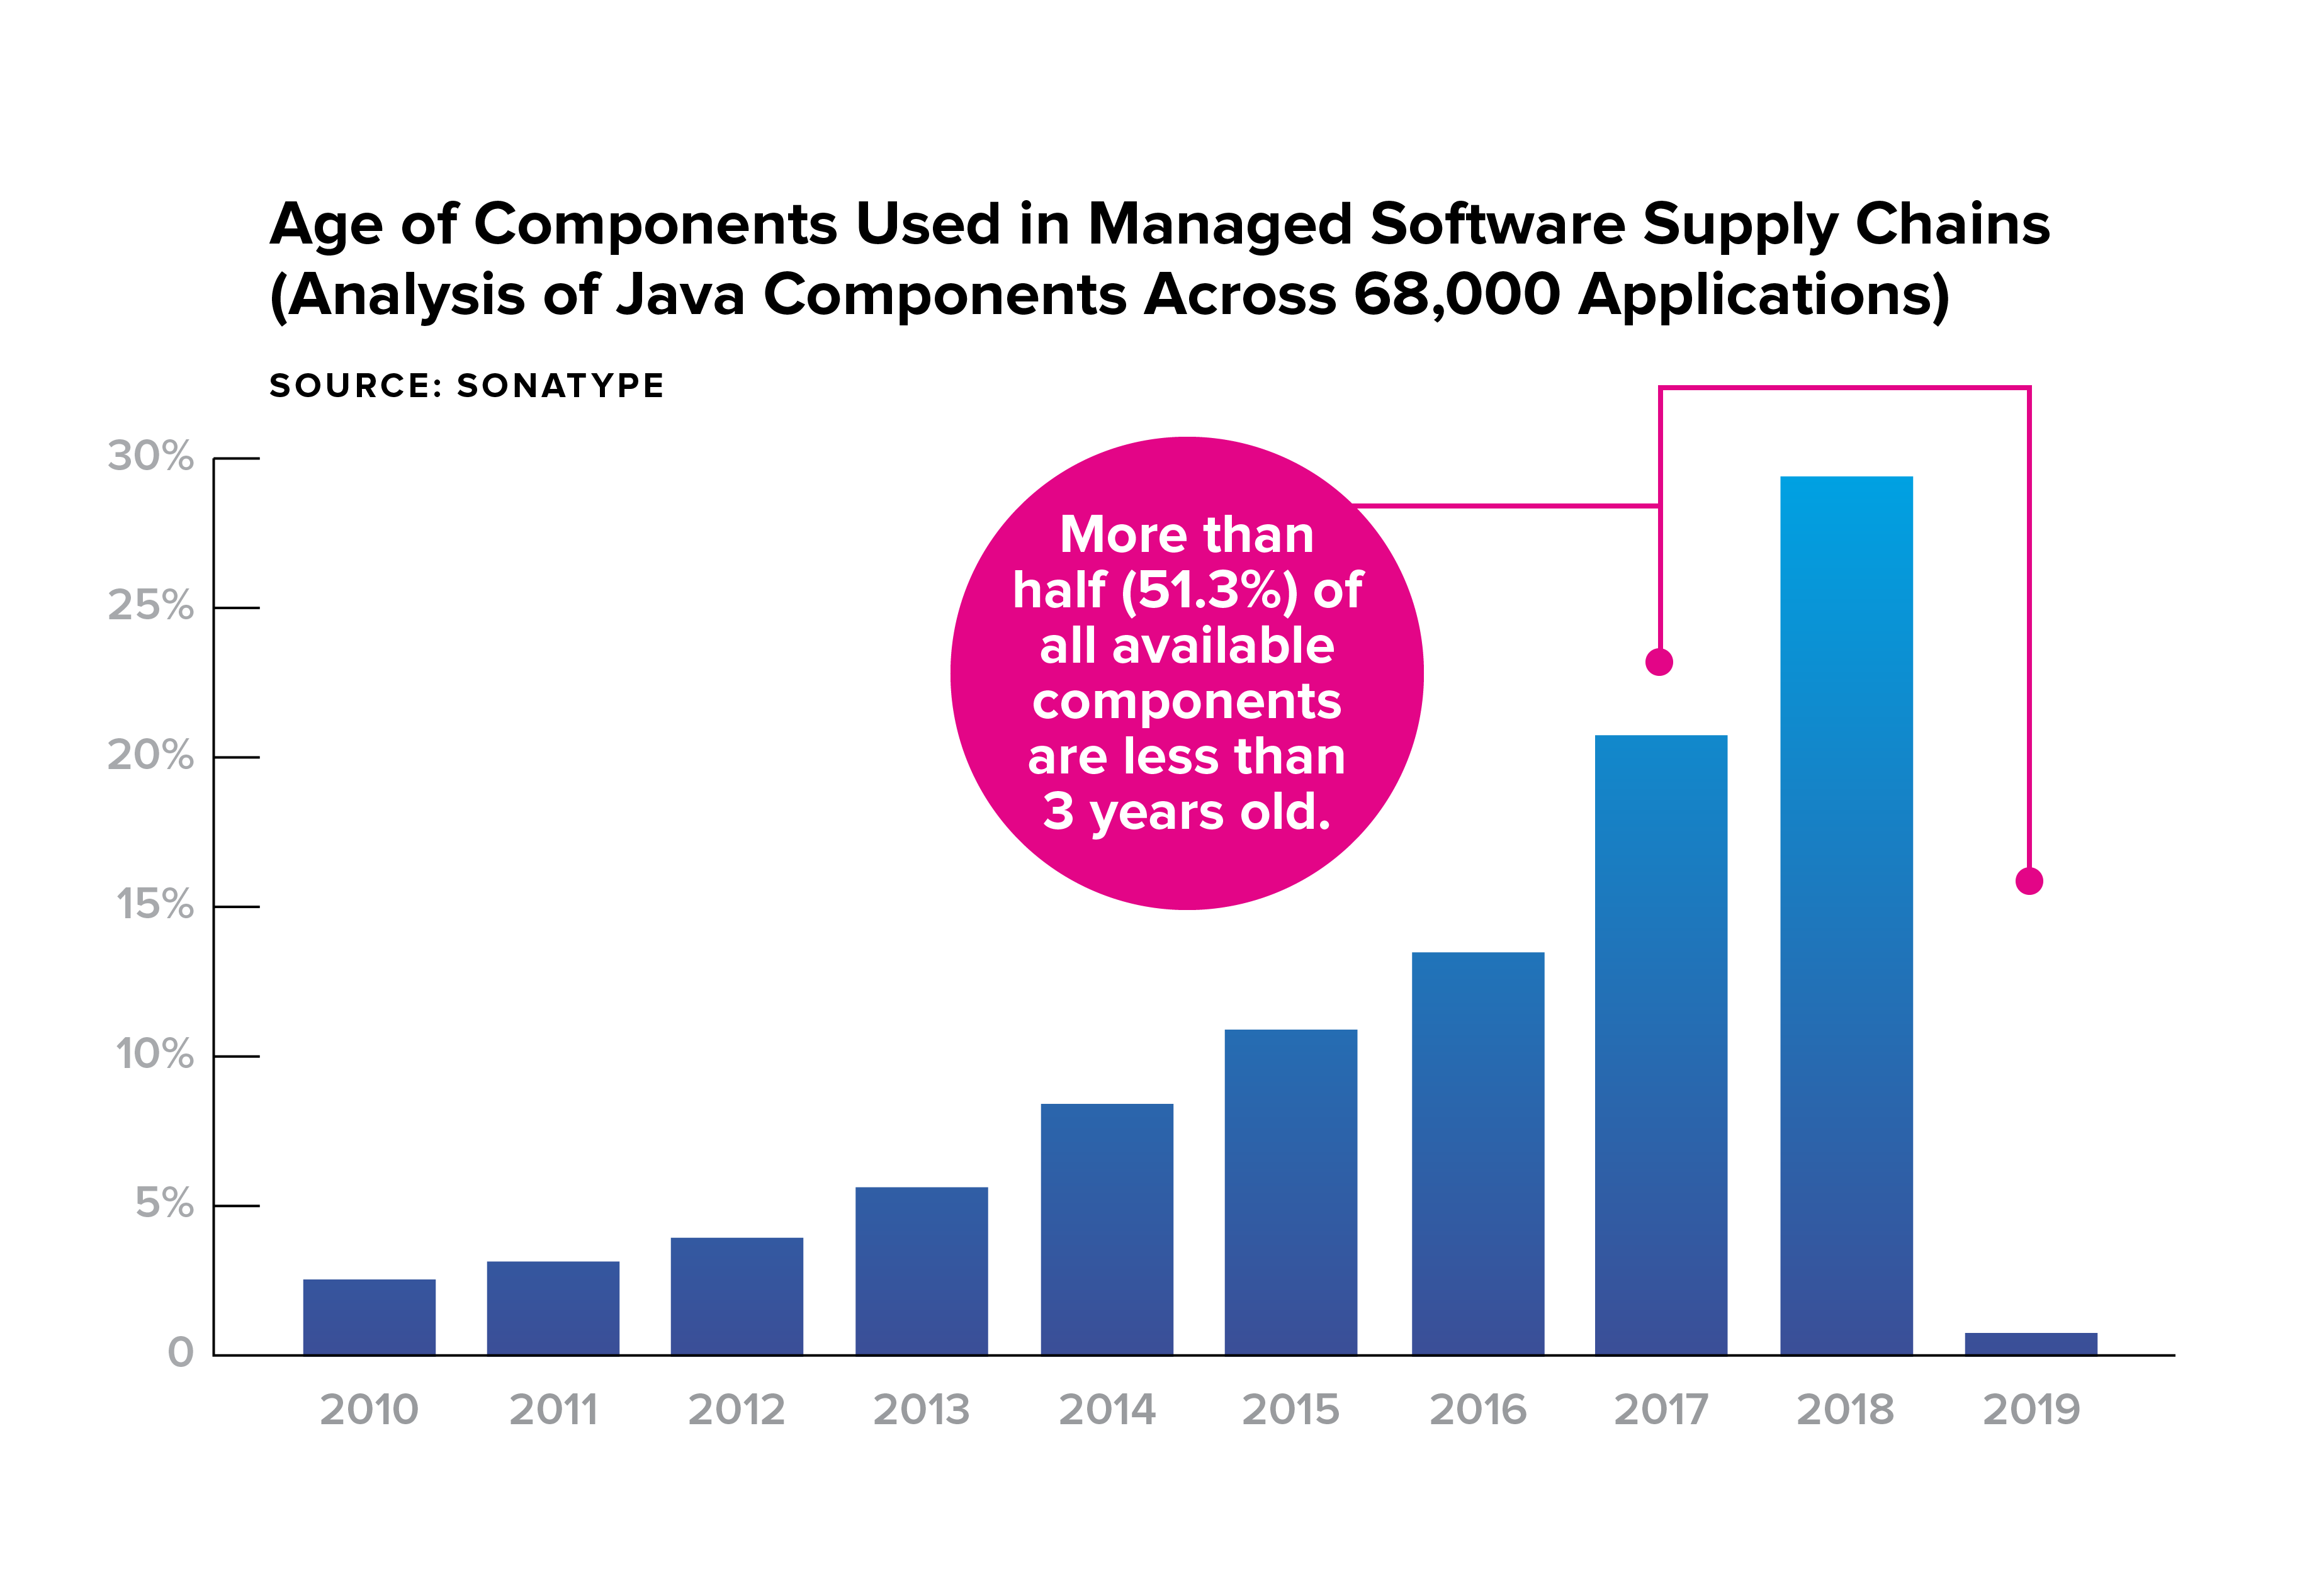 Age of Components Used in Managed Software Supply Chains
(Analysis of Java Components Across 68,000 Applications)
SOURCE: SONATYPE
30%
25%
20%
15%
10%
5%
0
More than
half (51.3%) of
all available
components
are less than
3 years old.
2010
2011
2012
2013
2014
2015
2016
2017
2018
2019